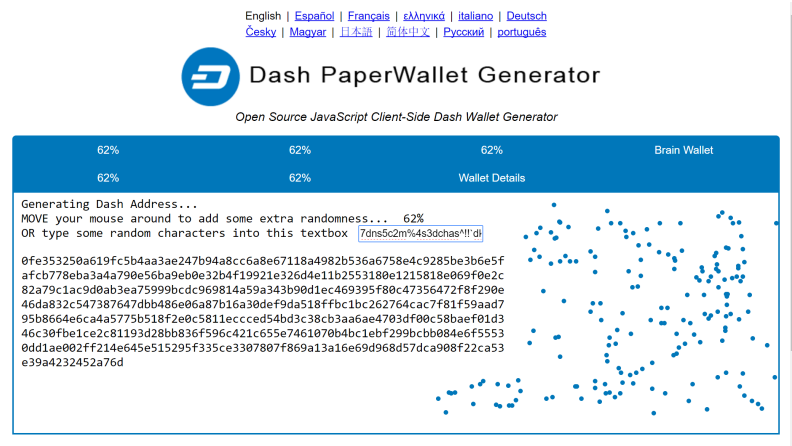 English | Español | Français | ελληνικά | italiano | Deutsch
Česky | Magyar | 日本語 | 简体中文 | Русский | português
Dash PaperWallet Generator
Open Source JavaScript Client-Side Dash Wallet Generator
62% 62% 62% Brain Wallet
62% 62% Wallet Details
Generating Dash Address...
MOVE your mouse around to add some extra randomness... 62%
OR type some random characters into this textbox 7dns5c2m%4s3dchas^!!`dk
0fe353250a619fc5b4aa3ae247b94a8cc6a8e67118a4982b536a6758e4c9285be3b6e5f
afcb778eba3a4a790e56ba9eb0e32b4f19921e326d4e11b2553180e1215818e069f0e2c
82a79c1ac9d0ab3ea75999bcdc969814a59a343b90d1ec469395f80c47356472f8f290e
46da832c547387647dbb486e06a87b16a30def9da518ffbc1bc262764cac7f81f59aad7
95b8664e6ca4a5775b518f2e0c5811eccced54bd3c38cb3aa6ae4703df00c58baef01d3
46c30fbe1ce2c81193d28bb836f596c421c655e7461070b4bc1ebf299bcbb084e6f5553
0dd1ae002ff214e645e515295f335ce3307807f869a13a16e69d968d57dca908f22ca53
e39a4232452a76d